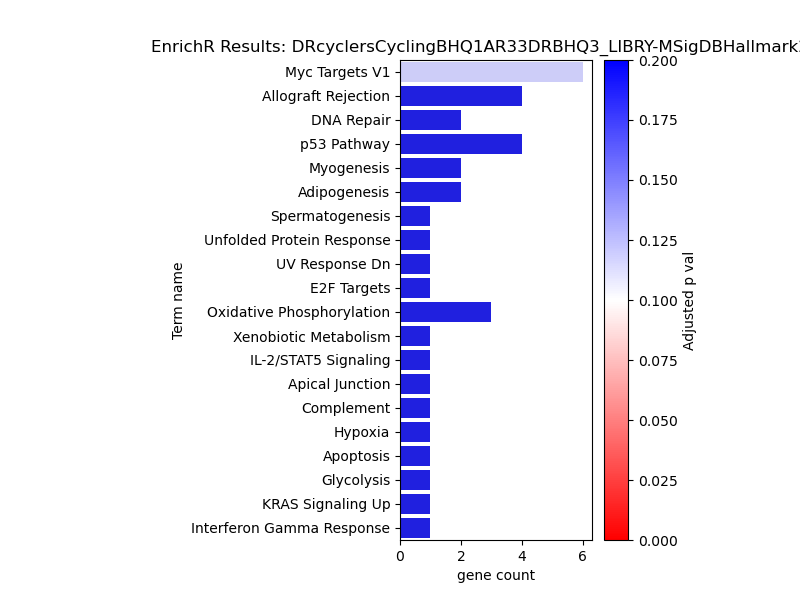 EnrichR Results: DRcyclersCyclingBHQ1AR33DRBHQ3_LIBRY-MSigDBHallmark
Myc Targets V1
Allograft Rejection
DNA Repair
p53 Pathway
Myogenesis
Adipogenesis
Spermatogenesis
Unfolded Protein Response
UV Response Dn
E2F Targets
Oxidative Phosphorylation
Xenobiotic Metabolism
IL-2/STAT5 Signaling
Apical Junction
Complement
Hypoxia
Apoptosis
Glycolysis
KRAS Signaling Up
Interferon Gamma Response
Term name
0 2 4 6
gene count
0.200
0.175
0.150
0.125
0.100
0.075
0.050
0.025
0.000
Adjusted p val